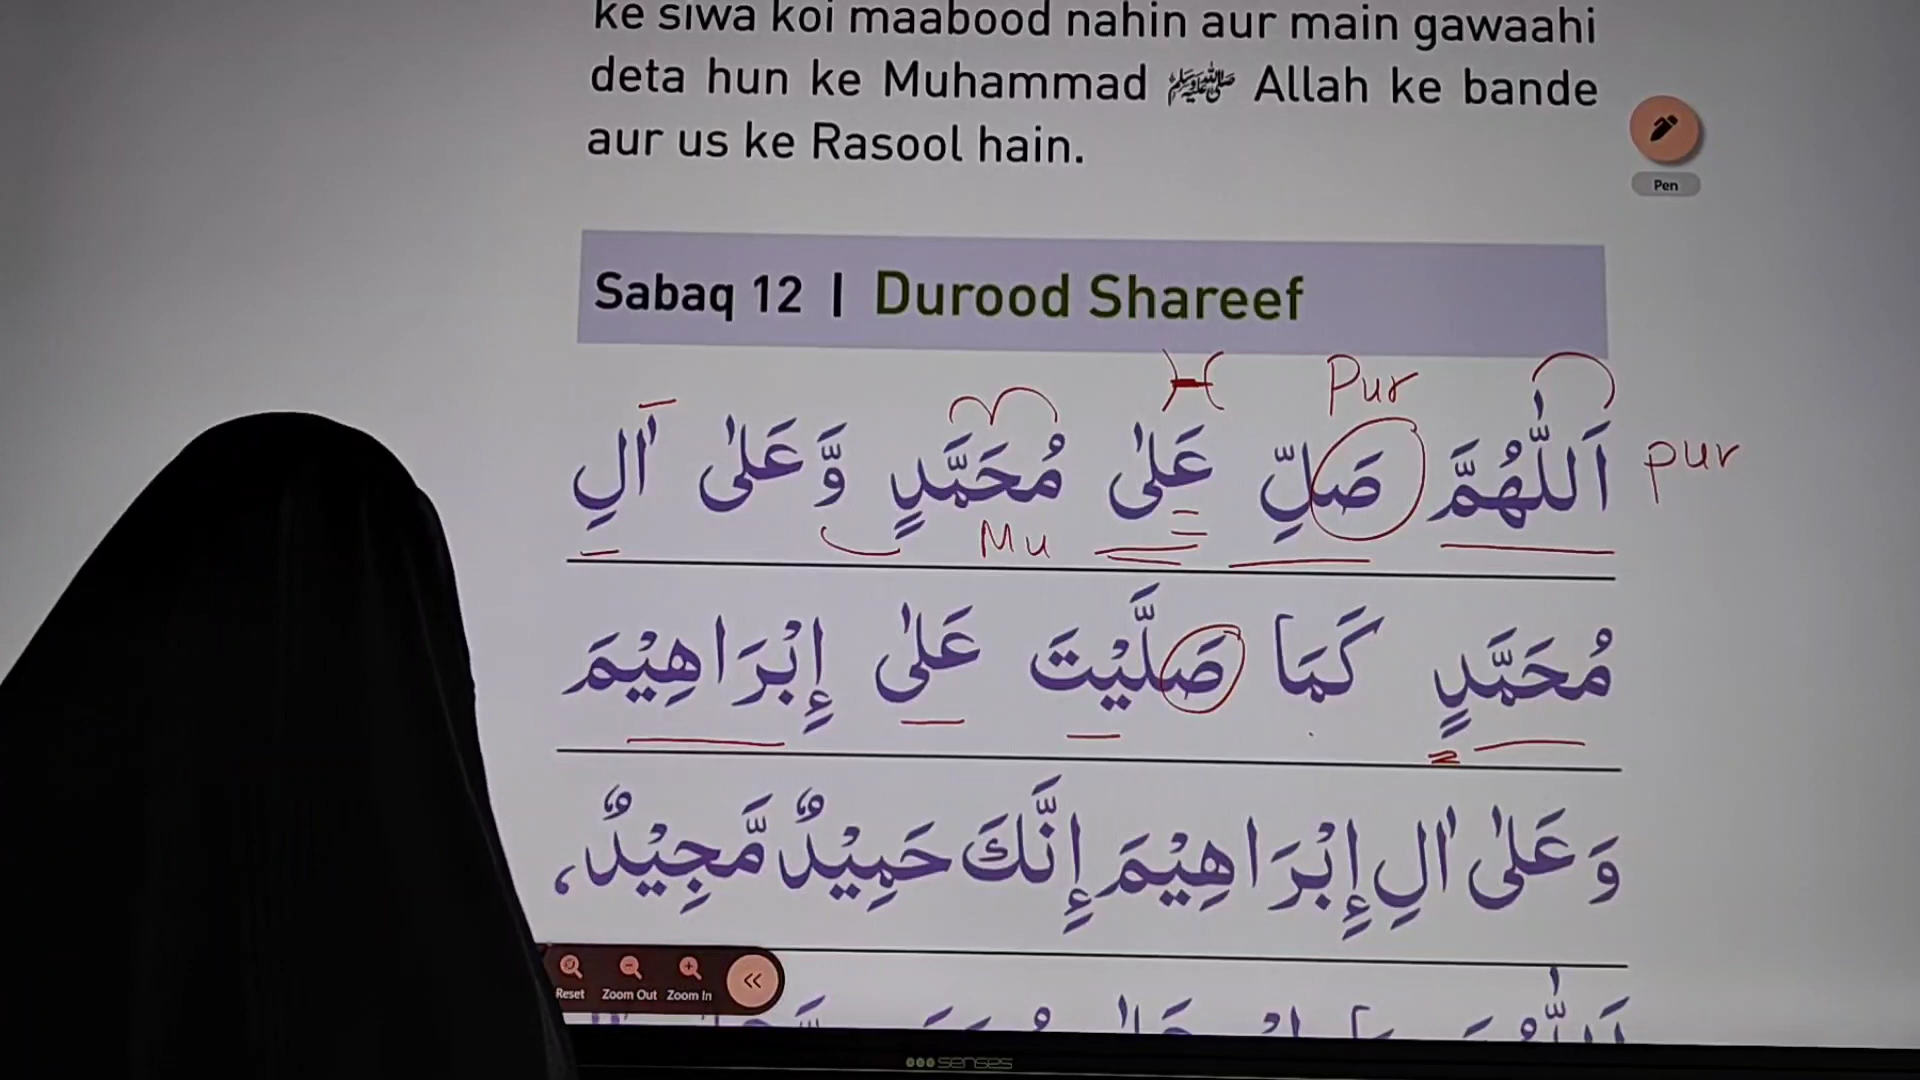 ke siwa koi maabood nahin aur main gawaahi
deta hun ke Muhammad ﷺ Allah ke bande
aur us ke Rasool hain.
Pen
Sabaq 12 | Durood Shareef
Pur
اَللّٰهُمَّ صَلِّ عَلٰى مُحَمَّدٍ وَّعَلٰى اٰلِ
pur
Mu
مُحَمَّدٍ كَمَا صَلَّيْتَ عَلٰى إِبْرَاهِيْمَ
وَعَلٰى اٰلِ إِبْرَاهِيْمَ إِنَّكَ حَمِيْدٌ مَّجِيْدٌ،
Reset Zoom Out Zoom In
senses